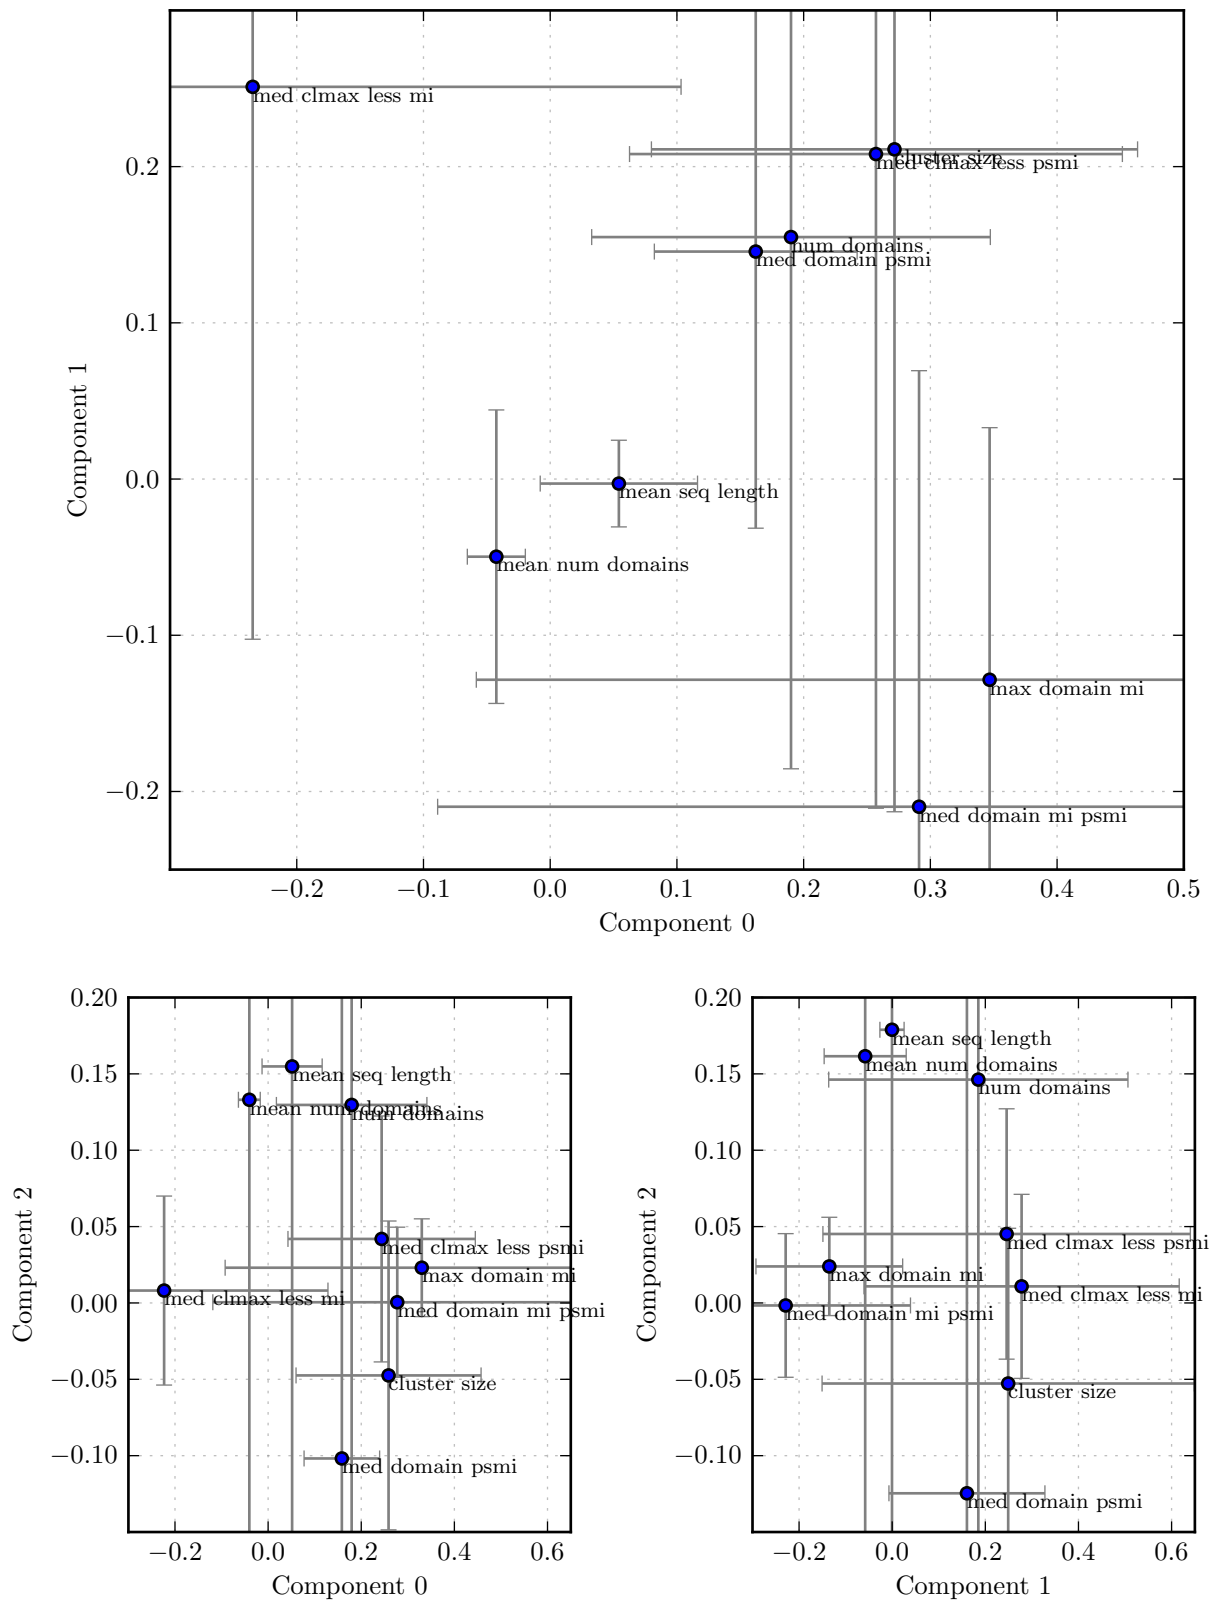 med clmax less mi
cluster size
med clmax less psmi
0.2
num domains
med domain psmi
0.1
Component 1
0.0
mean seq length
mean num domains
−0.1
max domain mi
−0.2
med domain mi psmi
−0.2 −0.1 0.0 0.1 0.2 0.3 0.4 0.5
Component 0
0.20
mean seq length
0.15
mean num domains
num domains
0.10
Component 2
0.05
med clmax less psmi
max domain mi
med clmax less mi
0.00
med domain mi psmi
−0.05
cluster size
−0.10
med domain psmi
−0.2 0.0 0.2 0.4 0.6
Component 0
0.20
mean seq length
mean num domains
0.15
num domains
0.10
Component 2
0.05
med clmax less psmi
max domain mi
med clmax less mi
0.00
med domain mi psmi
−0.05
cluster size
−0.10
med domain psmi
−0.2 0.0 0.2 0.4 0.6
Component 1